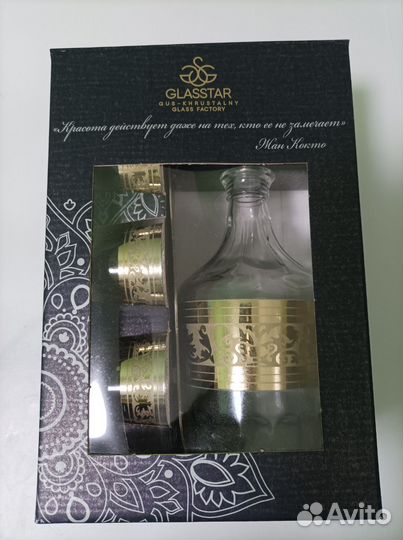 GLASSTAR
GUS-KHRUSTALNY
GLASS FACTORY
«Красота действует даже на тех, кто ее не замечает»
Жан Кокто
Avito